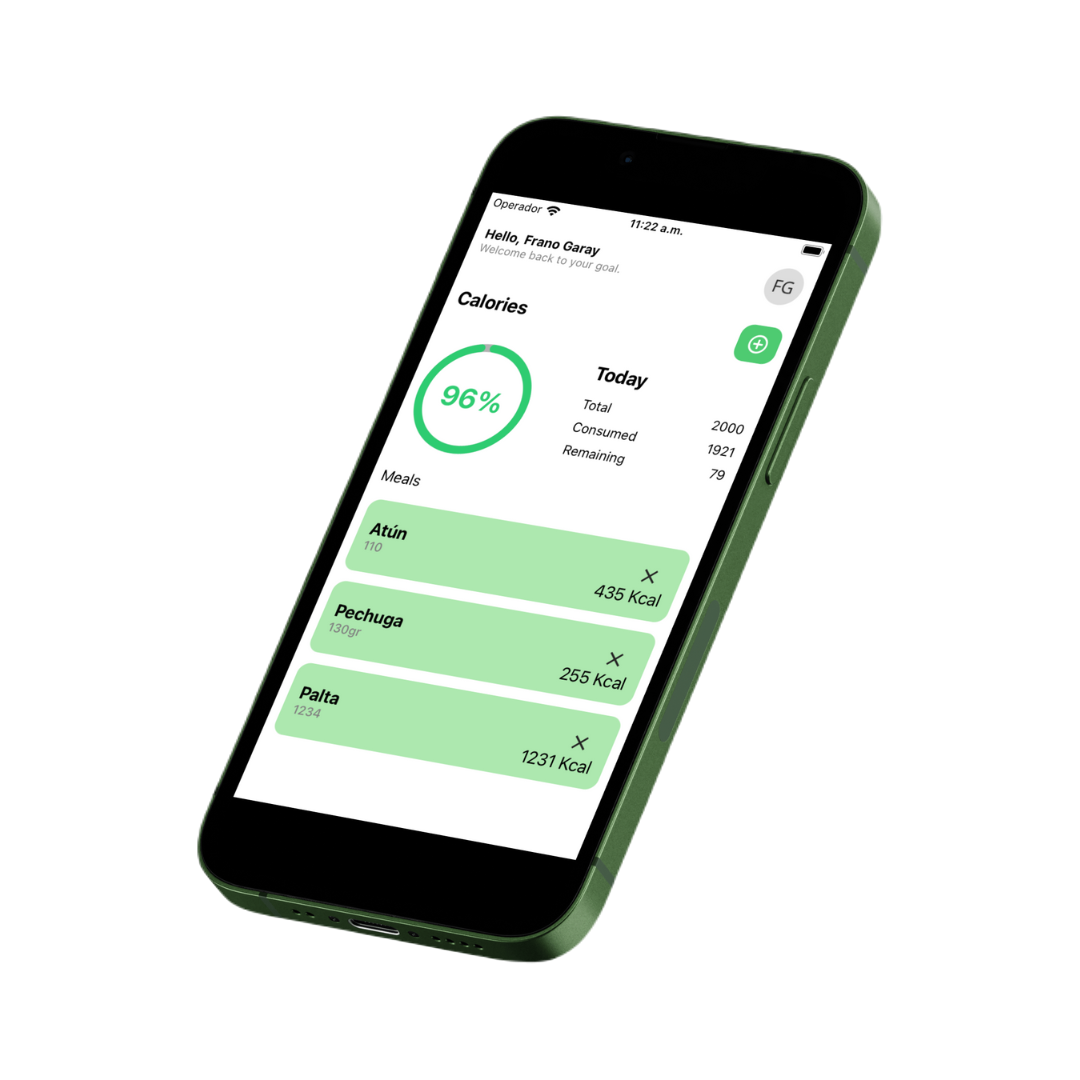 Operador
11:22 a.m.
Hello, Frano Garay
Welcome back to your goal.
FG
Calories
96%
Today
Total 2000
Consumed 1921
Remaining 79
Meals
Atún
110
435 Kcal
Pechuga
130gr
255 Kcal
Palta
1234
1231 Kcal